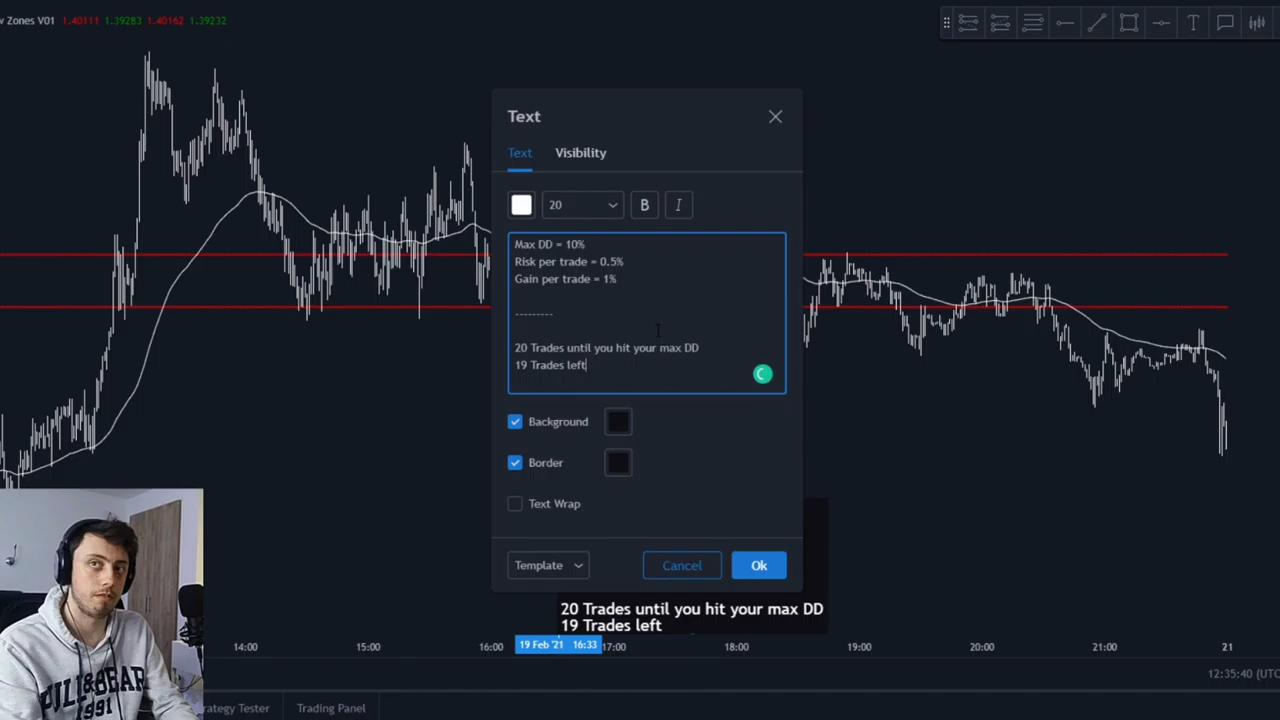 w Zones V01 1.40111 1.39283 1.40162 1.39232
Text
Text Visibility
20 B I
Max DD = 10%
Risk per trade = 0.5%
Gain per trade = 1%
---------
20 Trades until you hit your max DD
19 Trades left
Background
Border
Text Wrap
Template Cancel Ok
20 Trades until you hit your max DD
19 Trades left
14:00 15:00 16:00 19 Feb '21 16:33 17:00 18:00 19:00 20:00 21:00 21
12:35:40 (UTC
PULL&BEAR
1991
trategy Tester Trading Panel